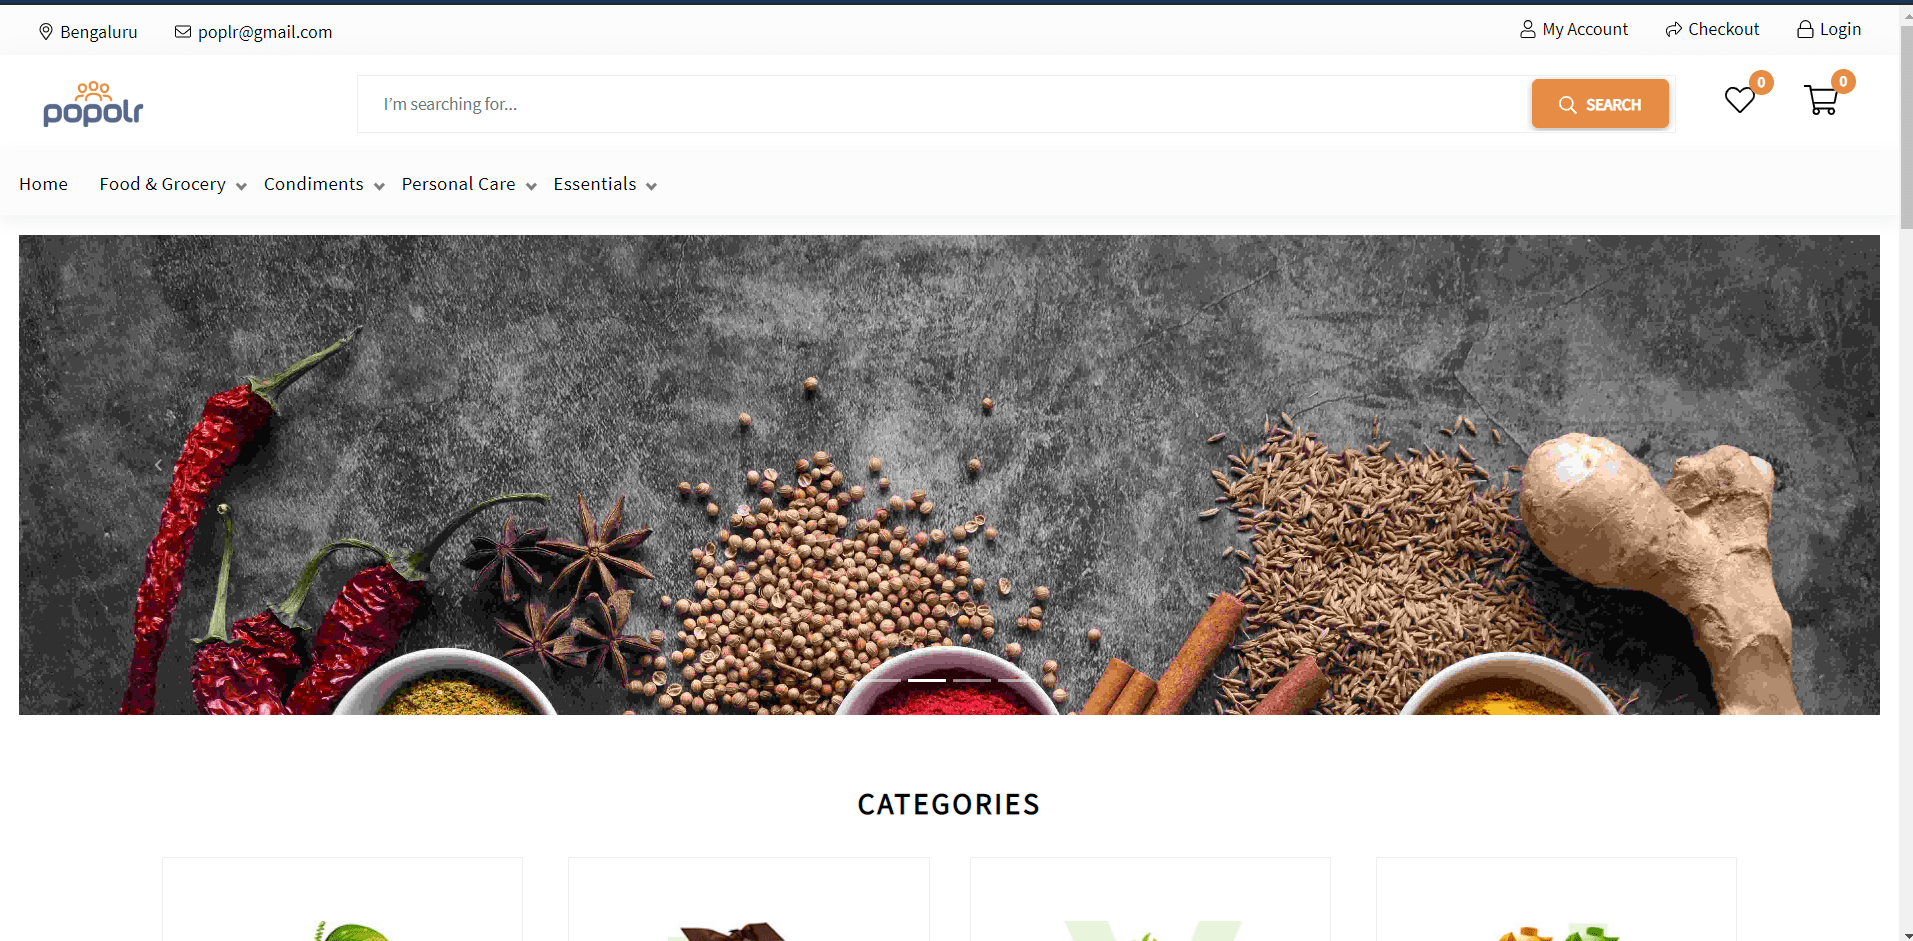 Bengaluru poplr@gmail.com My Account Checkout Login
popolr I'm searching for... SEARCH 0 0
Home Food & Grocery Condiments Personal Care Essentials
CATEGORIES